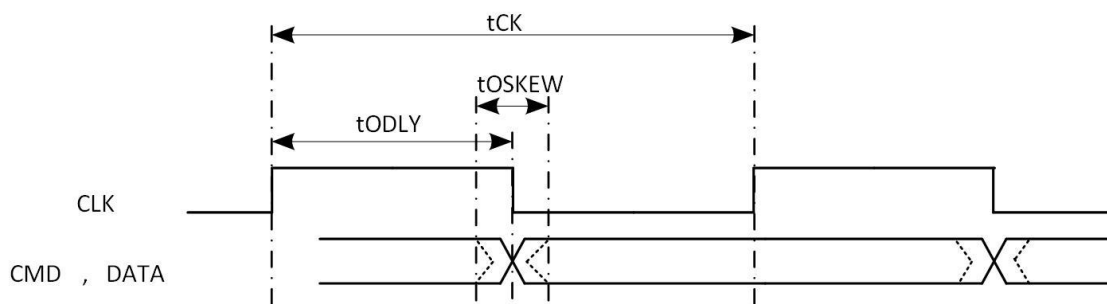 tCK
tOSKEW
tODLY
CLK
CMD , DATA